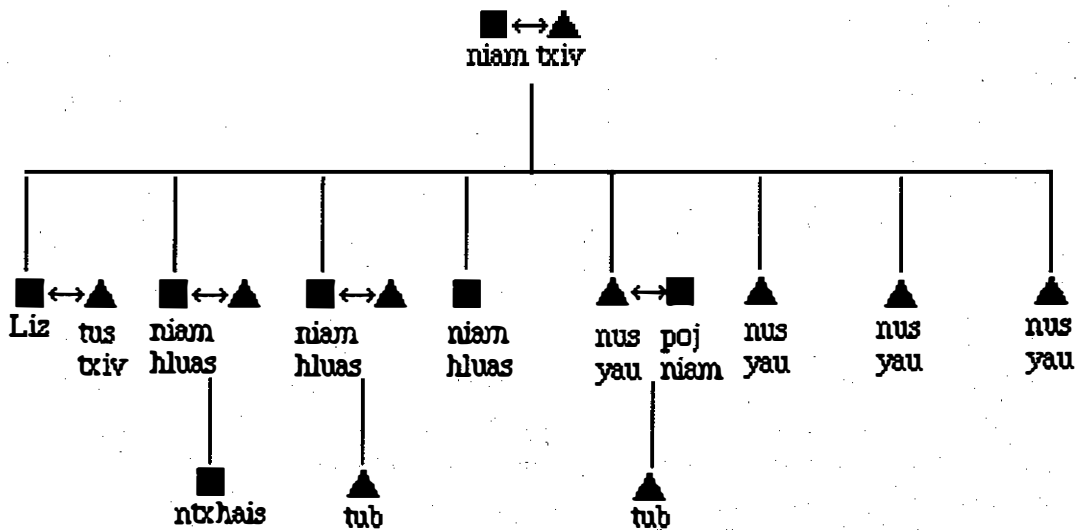 niam txiv
Liz
tus
txiv
niam
hluas
niam
hluas
niam
hluas
nus
yau
poj
niam
nus
yau
nus
yau
nus
yau
ntxhais
tub
tub